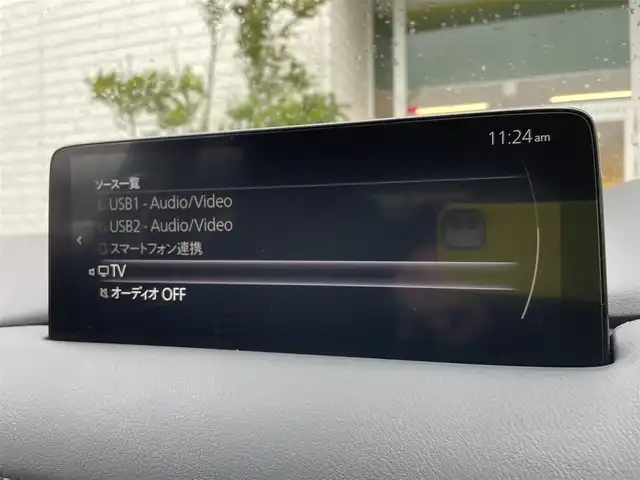 11:24am
ソース一覧
USB1 - Audio/Video
USB2 - Audio/Video
スマートフォン連携
TV
オーディオ OFF